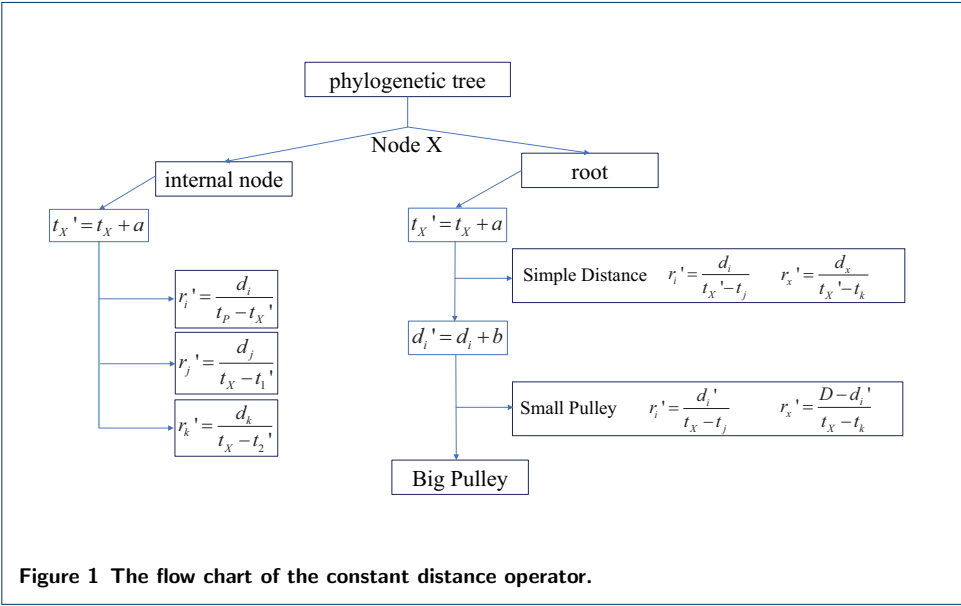 phylogenetic tree
Node X
internal node
root
t_X' = t_X + a
t_X' = t_X + a
r_i' = d_i / (t_P − t_X')
r_j' = d_j / (t_X − t_1')
r_k' = d_k / (t_X − t_2')
Simple Distance r_i' = d_i / (t_X' − t_j) r_x' = d_x / (t_X' − t_k)
d_i' = d_i + b
Small Pulley r_i' = d_i' / (t_X − t_j) r_x' = (D − d_i') / (t_X − t_k)
Big Pulley
Figure 1 The flow chart of the constant distance operator.